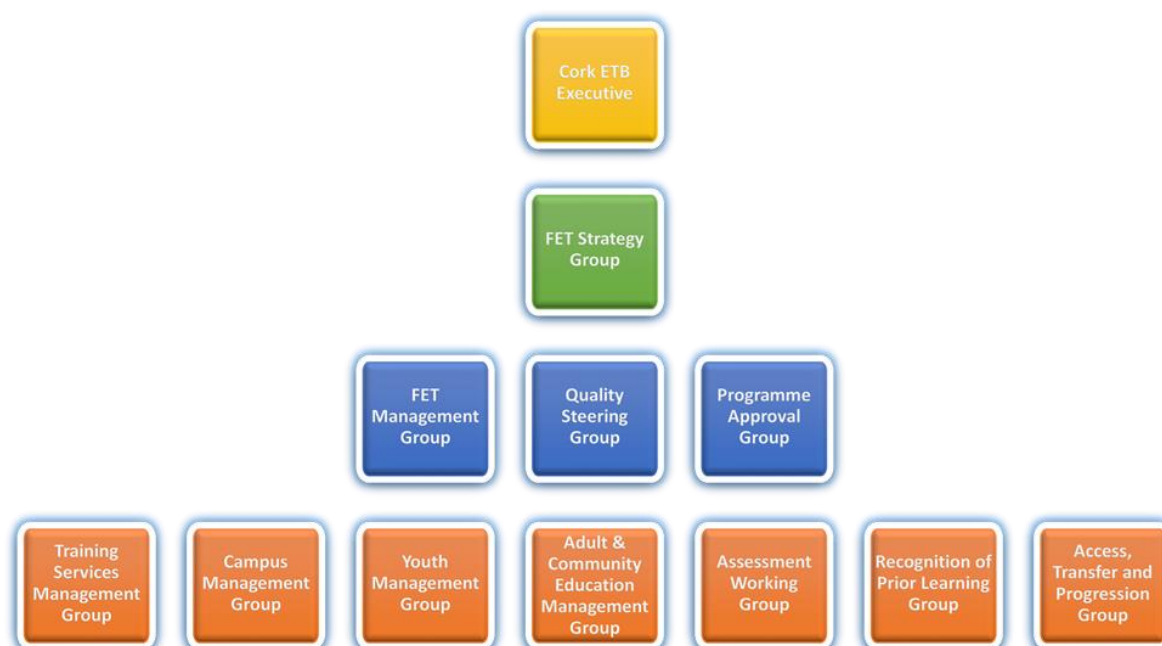 Cork ETB
Executive
FET Strategy
Group
FET
Management
Group
Quality
Steering
Group
Programme
Approval
Group
Training
Services
Management
Group
Campus
Management
Group
Youth
Management
Group
Adult &
Community
Education
Management
Group
Assessment
Working
Group
Recognition of
Prior Learning
Group
Access,
Transfer and
Progression
Group